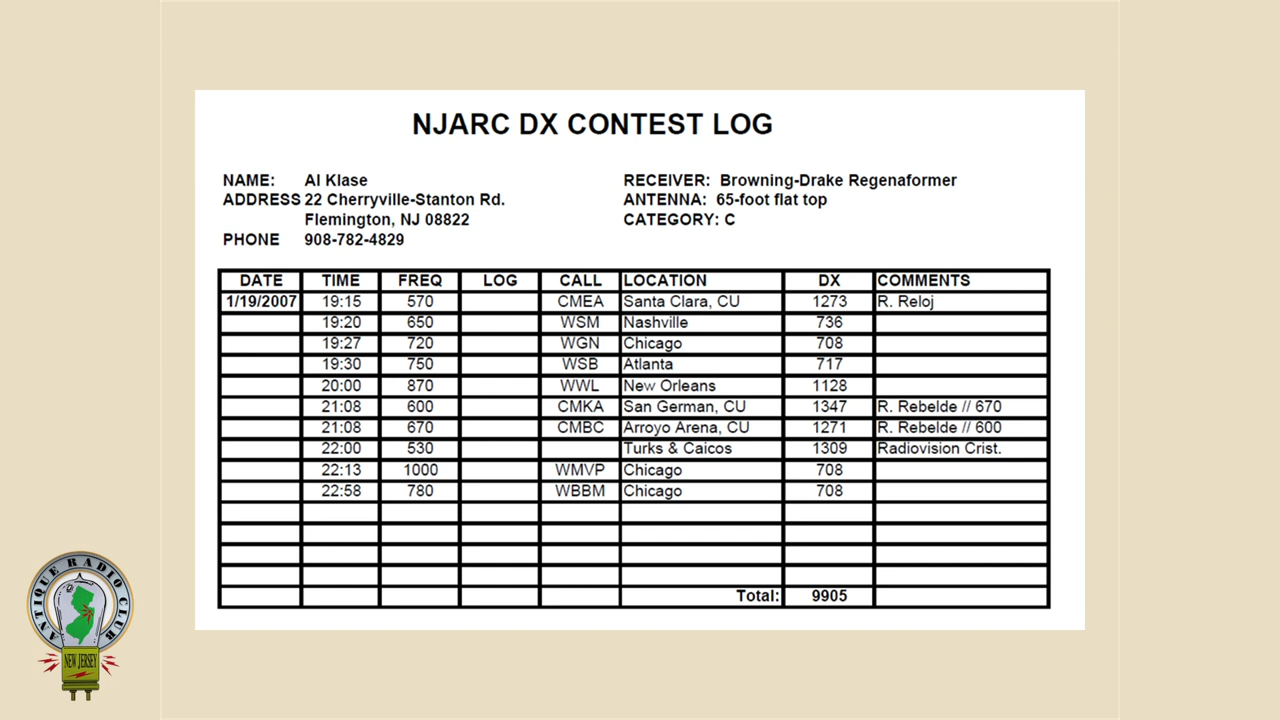 NJARC DX CONTEST LOG
NAME: Al Klase RECEIVER: Browning-Drake Regenaformer
ADDRESS 22 Cherryville-Stanton Rd. ANTENNA: 65-foot flat top
Flemington, NJ 08822 CATEGORY: C
PHONE 908-782-4829
DATE TIME FREQ LOG CALL LOCATION DX COMMENTS
1/19/2007 19:15 570 CMEA Santa Clara, CU 1273 R. Reloj
19:20 650 WSM Nashville 736
19:27 720 WGN Chicago 708
19:30 750 WSB Atlanta 717
20:00 870 WWL New Orleans 1128
21:08 600 CMKA San German, CU 1347 R. Rebelde // 670
21:08 670 CMBC Arroyo Arena, CU 1271 R. Rebelde // 600
22:00 530 Turks & Caicos 1309 Radiovision Crist.
22:13 1000 WMVP Chicago 708
22:58 780 WBBM Chicago 708
Total: 9905
ANTIQUE RADIO CLUB
NEW JERSEY